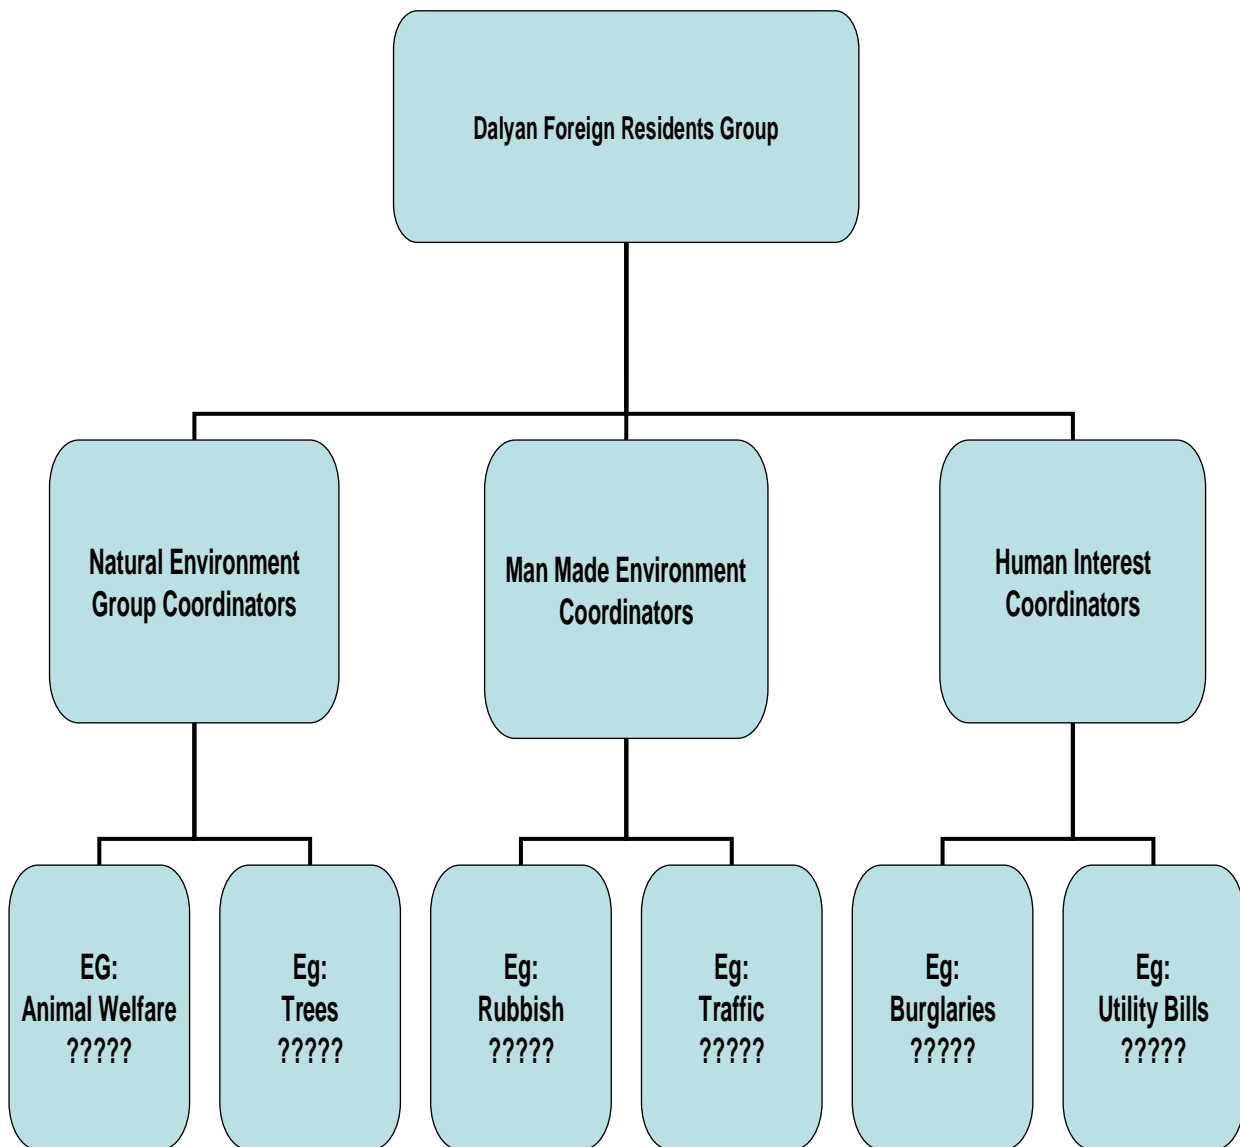 Dalyan Foreign Residents Group
Natural Environment
Group Coordinators
Man Made Environment
Coordinators
Human Interest
Coordinators
EG:
Animal Welfare
?????
Eg:
Trees
?????
Eg:
Rubbish
?????
Eg:
Traffic
?????
Eg:
Burglaries
?????
Eg:
Utility Bills
?????